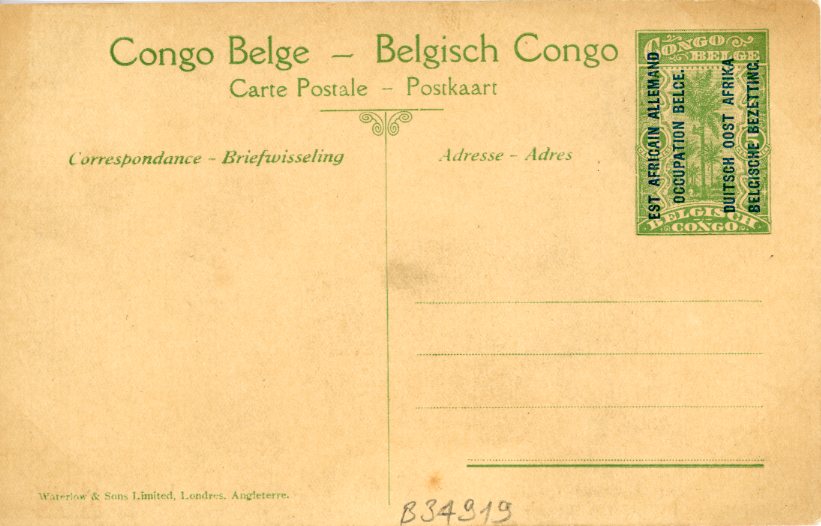 Congo Belge – Belgisch Congo
Carte Postale – Postkaart
Correspondance – Briefwisseling
Adresse – Adres
CONGO
BELGE
EST AFRICAIN ALLEMAND
OCCUPATION BELGE.
DUITSCH OOST AFRIKA
BELGISCHE BEZETTING
5
BELGISCH
CONGO
Waterlow & Sons Limited, Londres, Angleterre.
B34919